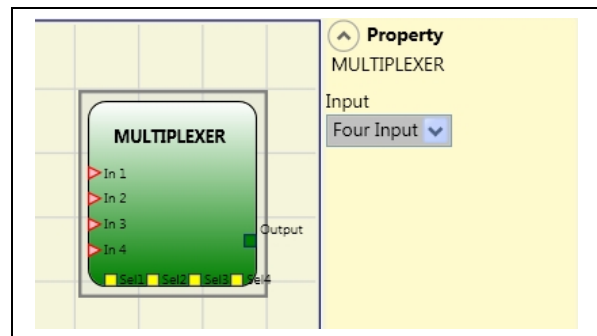 MULTIPLEXER
In 1
In 2
In 3
In 4
Output
Sel1 Sel2 Sel3 Sel4
Property
MULTIPLEXER
Input
Four Input